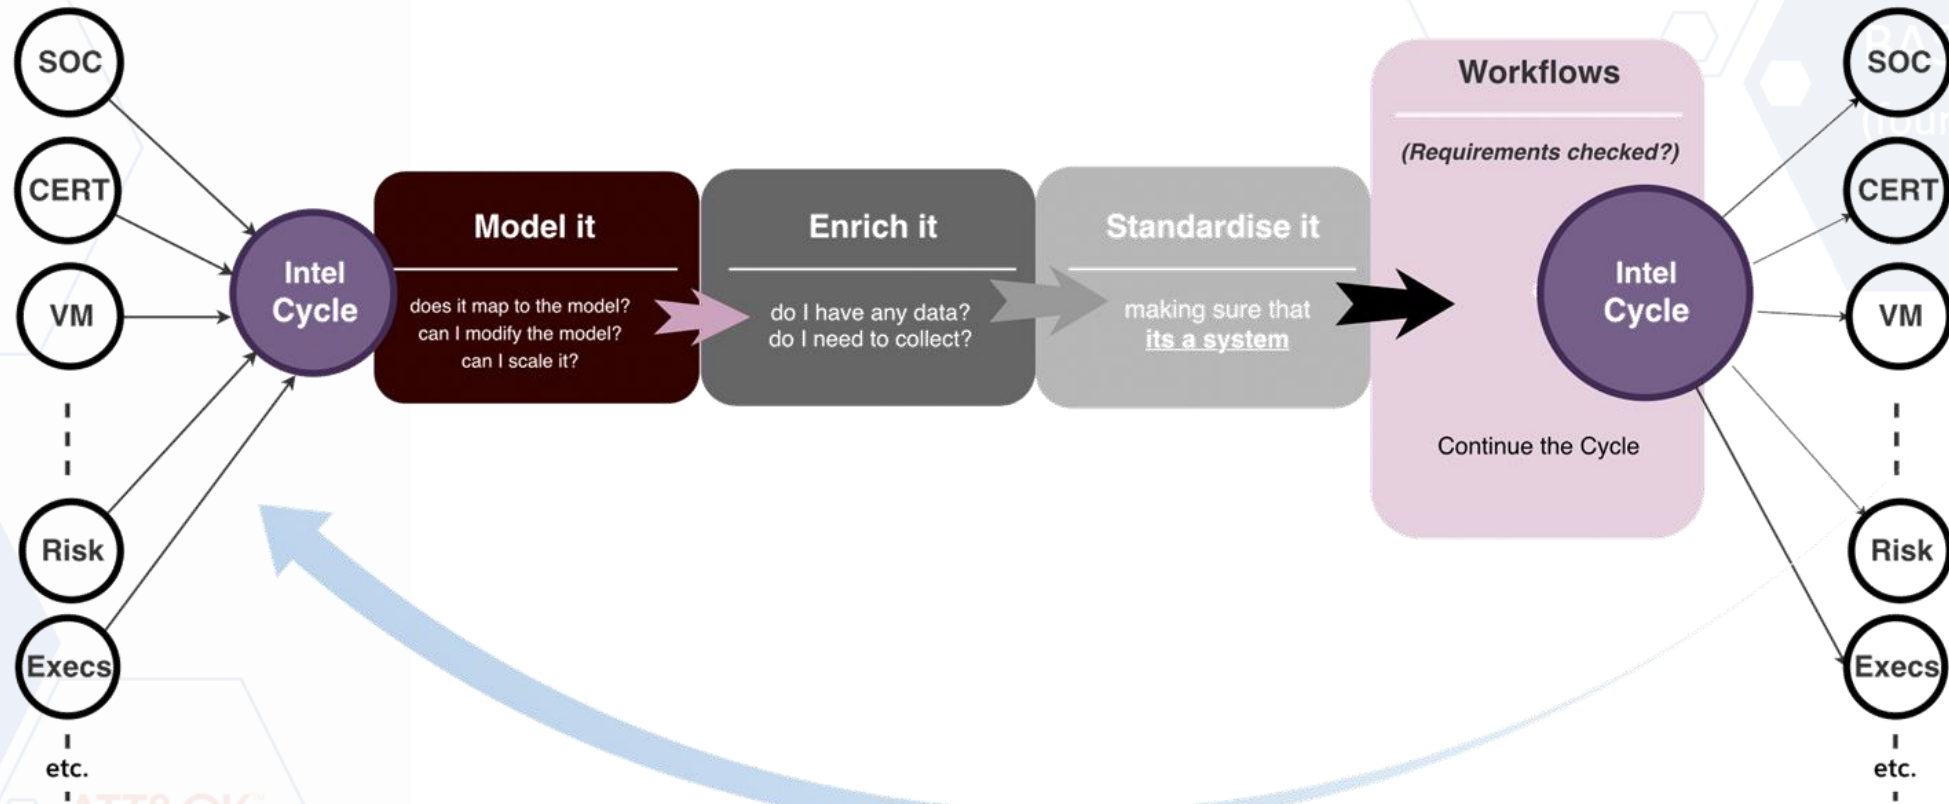 SOC
CERT
VM
Risk
Execs
etc.
Intel
Cycle
Model it
does it map to the model?
can I modify the model?
can I scale it?
Enrich it
do I have any data?
do I need to collect?
Standardise it
making sure that
its a system
Workflows
(Requirements checked?)
Intel
Cycle
Continue the Cycle
SOC
CERT
VM
Risk
Execs
etc.